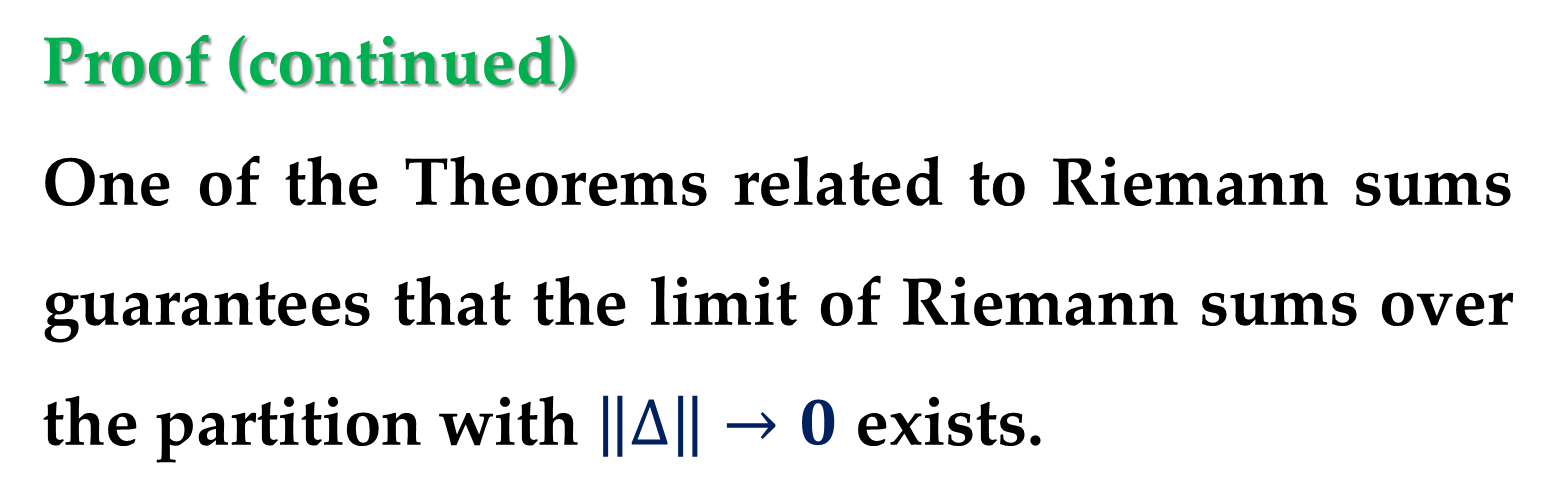 Proof (continued)
One of the Theorems related to Riemann sums
guarantees that the limit of Riemann sums over
the partition with ‖Δ‖ → 0 exists.